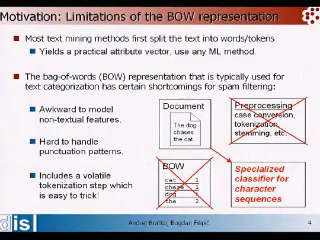 Motivation: Limitations of the BOW representation
Most text mining methods first split the text into words/tokens
Yields a practical attribute vector, use any ML method.
The bag-of-words (BOW) representation that is typically used for
text categorization has certain shortcomings for spam filtering:
Awkward to model
non-textual features.
Hard to handle
punctuation patterns.
Includes a volatile
tokenization step which
is easy to trick!
Document
The dog
chases
the cat.
Preprocessing
case conversion,
tokenization,
stemming, etc.
BOW
cat 1
chase 1
dog 1
the 2
Specialized
classifier for
character
sequences
dis
Andrej Bratko, Bogdan Filipič
4